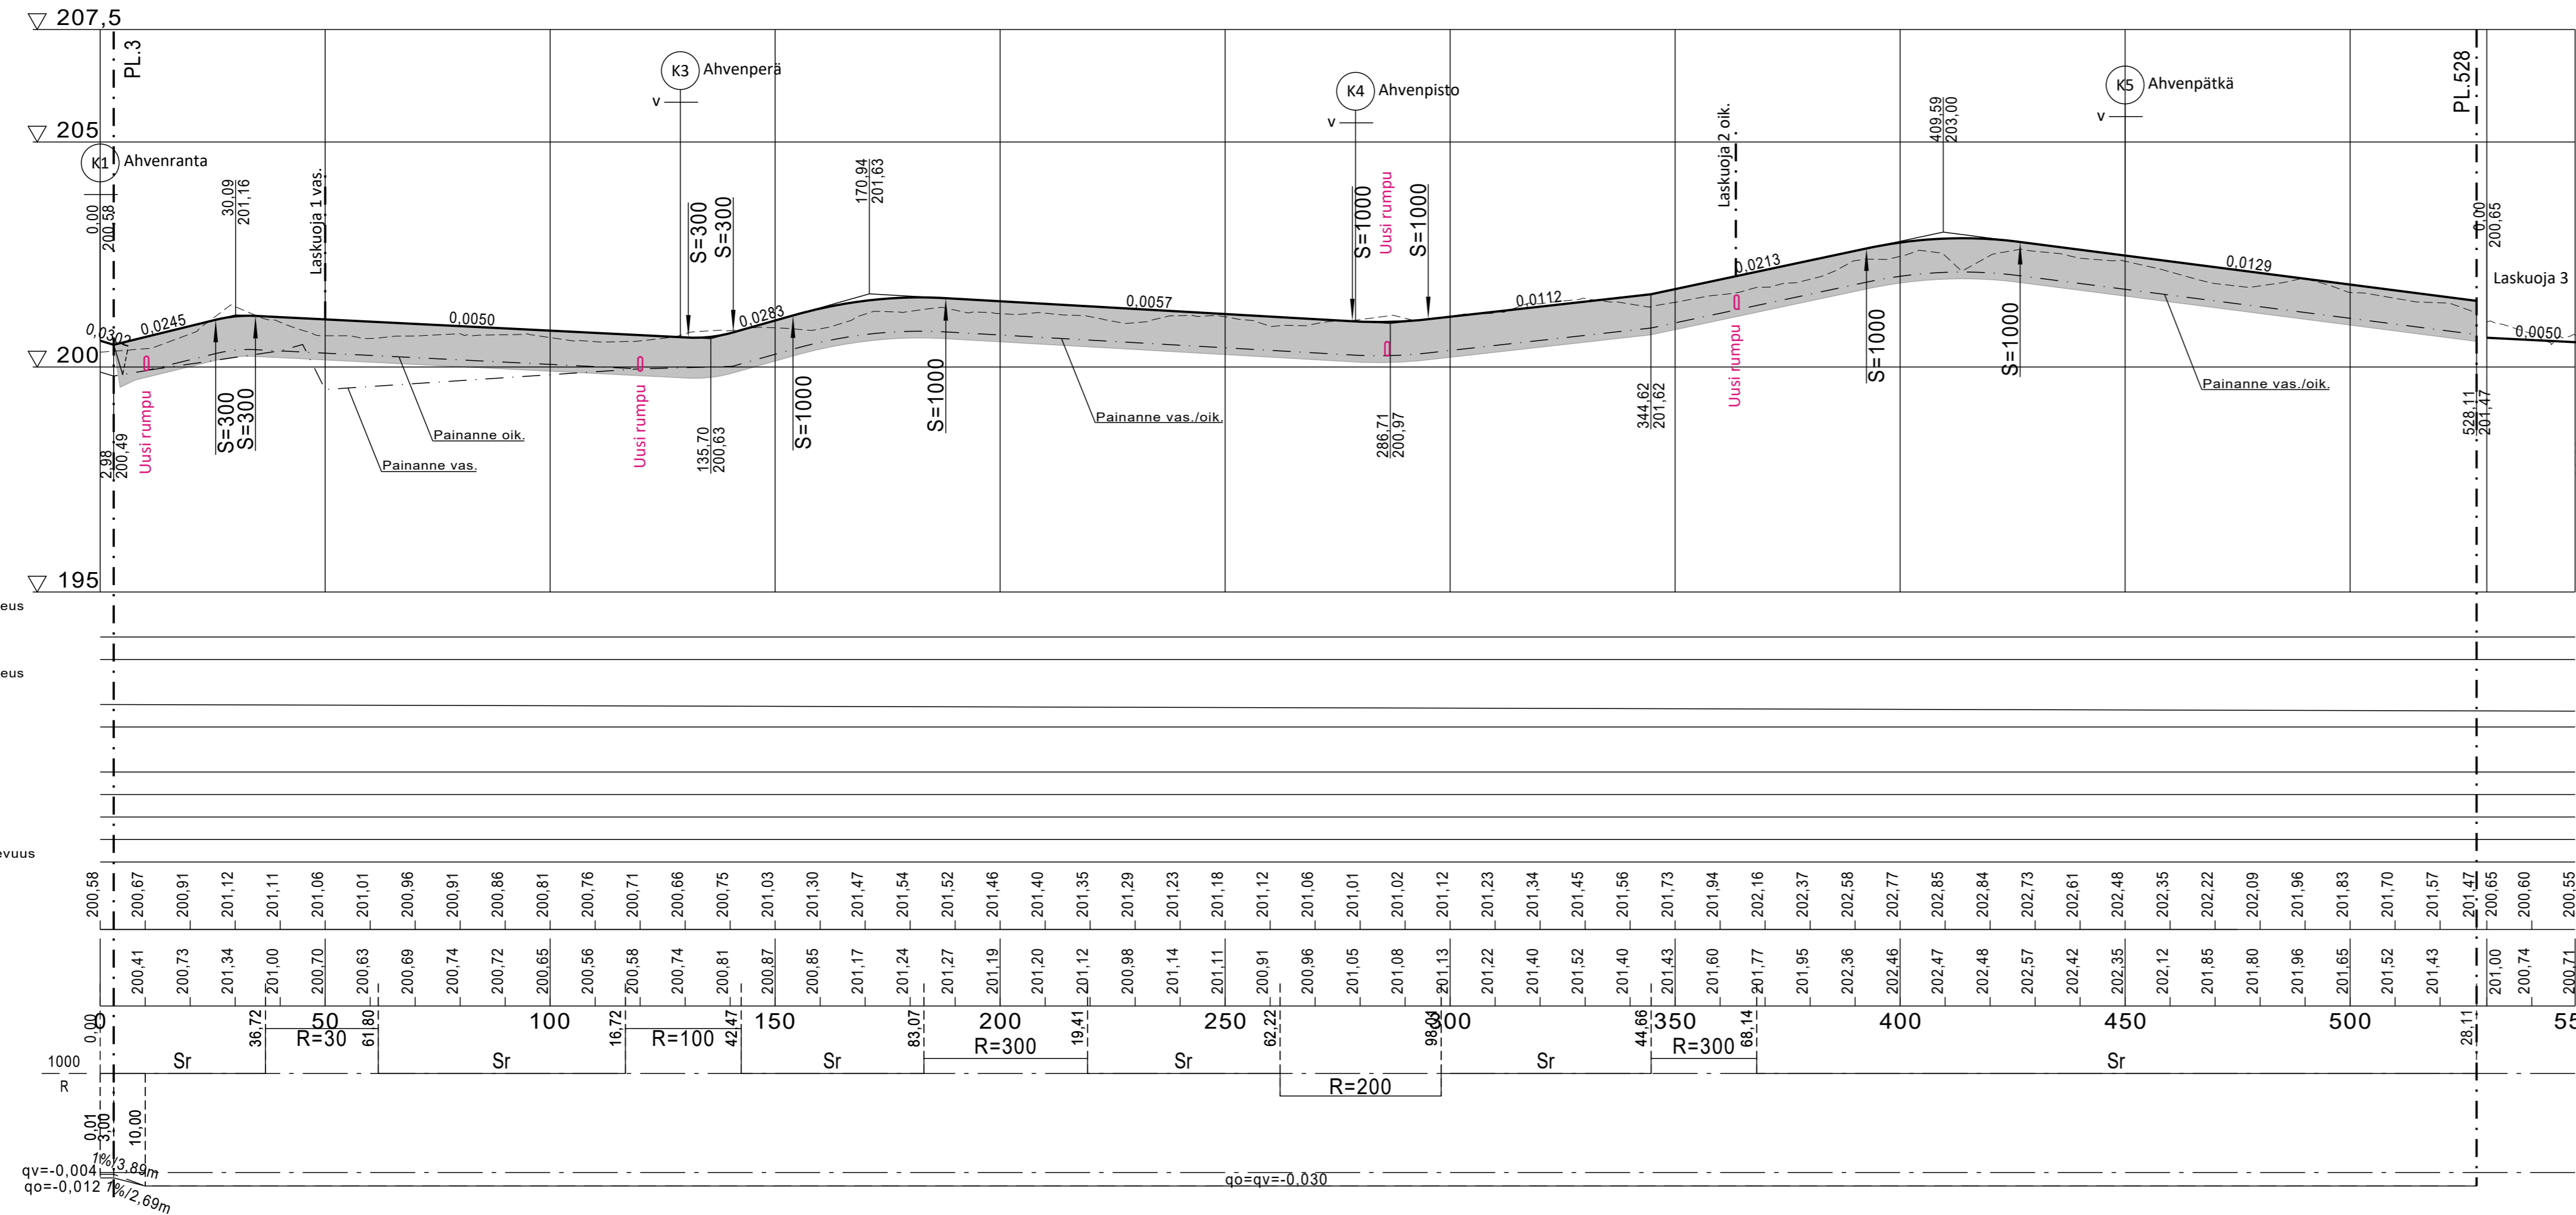 207,5
205
200
195
PL.3
PL.528
K1 Ahvenranta
K3 Ahvenperä
v
K4 Ahvenpisto
v
K5 Ahvenpätkä
v
0,00
200,58
30,09
201,16
Laskuoja 1 vas.
S=300
S=300
170,94
201,63
S=1000
Uusi rumpu
S=1000
Laskuoja 2 oik.
409,59
203,00
0,00
200,65
Laskuoja 3
0,0245
0,0050
0,0283
0,0057
0,0112
0,0213
0,0129
0,0050
2,98
200,49
Uusi rumpu
S=300
S=300
Painanne oik.
Painanne vas.
Uusi rumpu
135,70
200,63
S=1000
S=1000
Painanne vas./oik.
286,71
200,97
344,62
201,62
Uusi rumpu
S=1000
S=1000
Painanne vas./oik.
528,11
201,47
eus
eus
evuus
200,58 200,67 200,91 201,12 201,11 201,06 201,01 200,96 200,91 200,86 200,81 200,76 200,71 200,66 200,75 201,03 201,30 201,47 201,54 201,52 201,46 201,40 201,35 201,29 201,23 201,18 201,12 201,06 201,01 201,02 201,12 201,23 201,34 201,45 201,56 201,73 201,94 202,16 202,37 202,58 202,77 202,85 202,84 202,73 202,61 202,48 202,35 202,22 202,09 201,96 201,83 201,70 201,57 201,47 200,65 200,60 200,55
200,41 200,73 201,34 201,00 200,70 200,63 200,69 200,74 200,72 200,65 200,56 200,58 200,74 200,81 200,87 200,85 201,17 201,24 201,27 201,19 201,20 201,12 200,98 201,14 201,11 200,91 200,96 201,05 201,08 201,13 201,22 201,40 201,52 201,40 201,43 201,60 201,77 201,95 202,36 202,46 202,47 202,48 202,57 202,42 202,35 202,12 201,85 201,80 201,96 201,65 201,52 201,43 201,00 200,74 200,71
0 50 100 150 200 250 300 350 400 450 500 55
0,00 36,72 61,80 16,72 42,47 83,07 19,41 62,22 44,66 68,14 28,11
R=30 R=100 R=300 R=300
Sr Sr Sr Sr Sr Sr
1000
R
R=200
0,01
3,00
10,00
1%/3,89m
qv=-0,004
qo=-0,012 1%/2,69m
qo=qv=-0,030